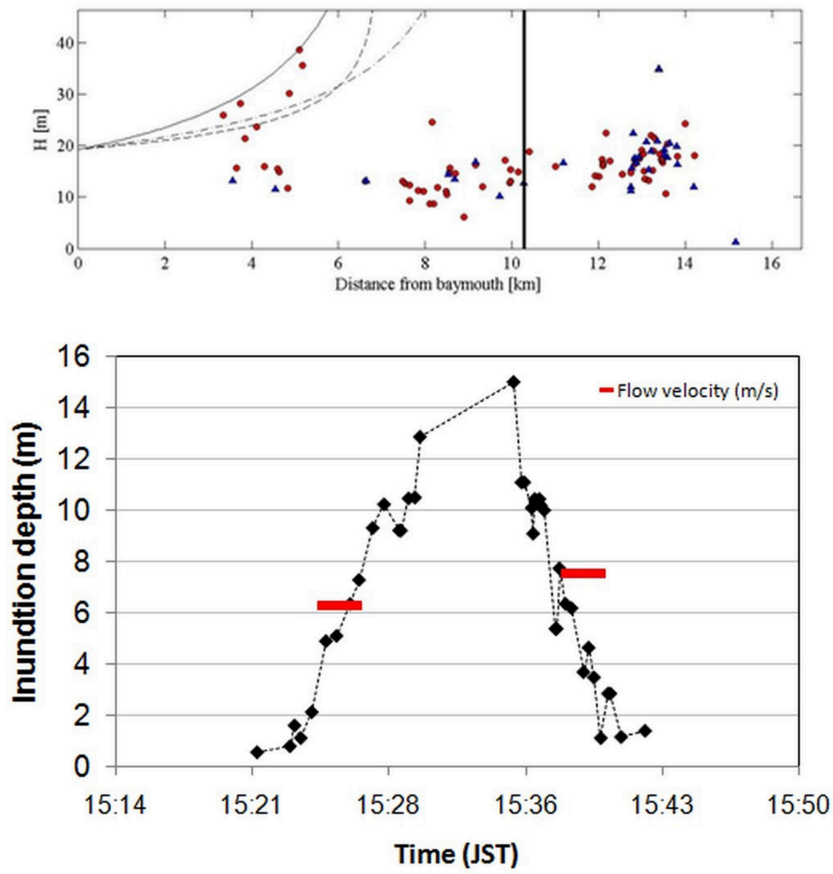 40
30
20
10
0
H [m]
0 2 4 6 8 10 12 14 16
Distance from baymouth [km]
16
14
12
10
8
6
4
2
0
Inundtion depth (m)
Flow velocity (m/s)
15:14 15:21 15:28 15:36 15:43 15:50
Time (JST)